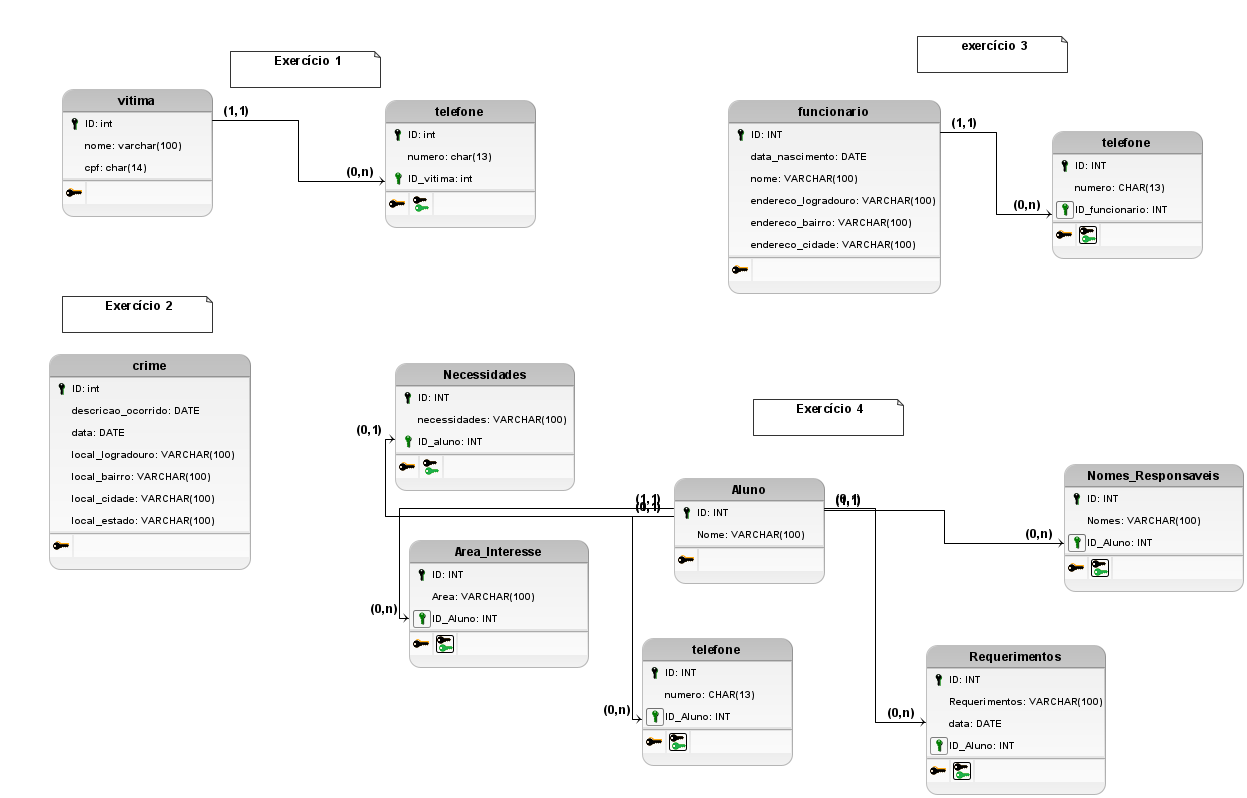 Exercício 1
vitima
ID: int
nome: varchar(100)
cpf: char(14)
(1,1)
(0,n)
telefone
ID: int
numero: char(13)
ID_vitima: int
exercício 3
funcionario
ID: INT
data_nascimento: DATE
nome: VARCHAR(100)
endereco_logradouro: VARCHAR(100)
endereco_bairro: VARCHAR(100)
endereco_cidade: VARCHAR(100)
(1,1)
(0,n)
telefone
ID: INT
numero: CHAR(13)
ID_funcionario: INT
Exercício 2
crime
ID: int
descricao_ocorrido: DATE
data: DATE
local_logradouro: VARCHAR(100)
local_bairro: VARCHAR(100)
local_cidade: VARCHAR(100)
local_estado: VARCHAR(100)
Exercício 4
Necessidades
ID: INT
necessidades: VARCHAR(100)
ID_aluno: INT
(0,1)
Aluno
ID: INT
Nome: VARCHAR(100)
(1,1)
(0,1)
Nomes_Responsaveis
ID: INT
Nomes: VARCHAR(100)
ID_Aluno: INT
(0,n)
Area_Interesse
ID: INT
Area: VARCHAR(100)
ID_Aluno: INT
(0,n)
telefone
ID: INT
numero: CHAR(13)
ID_Aluno: INT
(0,n)
Requerimentos
ID: INT
Requerimentos: VARCHAR(100)
data: DATE
ID_Aluno: INT
(0,n)